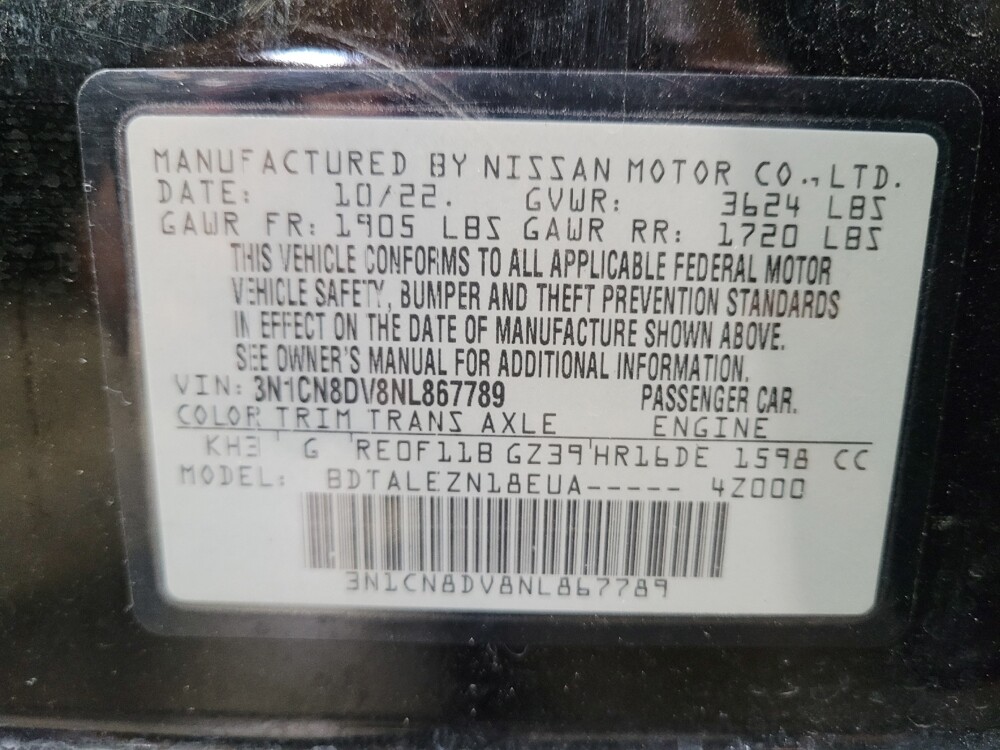 MANUFACTURED BY NISSAN MOTOR CO., LTD.
DATE: 10/22. GVWR: 3624 LBS
GAWR FR: 1905 LBS GAWR RR: 1720 LBS
THIS VEHICLE CONFORMS TO ALL APPLICABLE FEDERAL MOTOR
VEHICLE SAFETY, BUMPER AND THEFT PREVENTION STANDARDS
IN EFFECT ON THE DATE OF MANUFACTURE SHOWN ABOVE.
SEE OWNER'S MANUAL FOR ADDITIONAL INFORMATION.
VIN: 3N1CN8DV8NL867789 PASSENGER CAR.
COLOR TRIM TRANS AXLE ENGINE
KH3 G RE0F11B GZ39 HR16DE 1598 CC
MODEL: BDTALEZN18EUA----- 4Z000
3N1CN8DV8NL867789